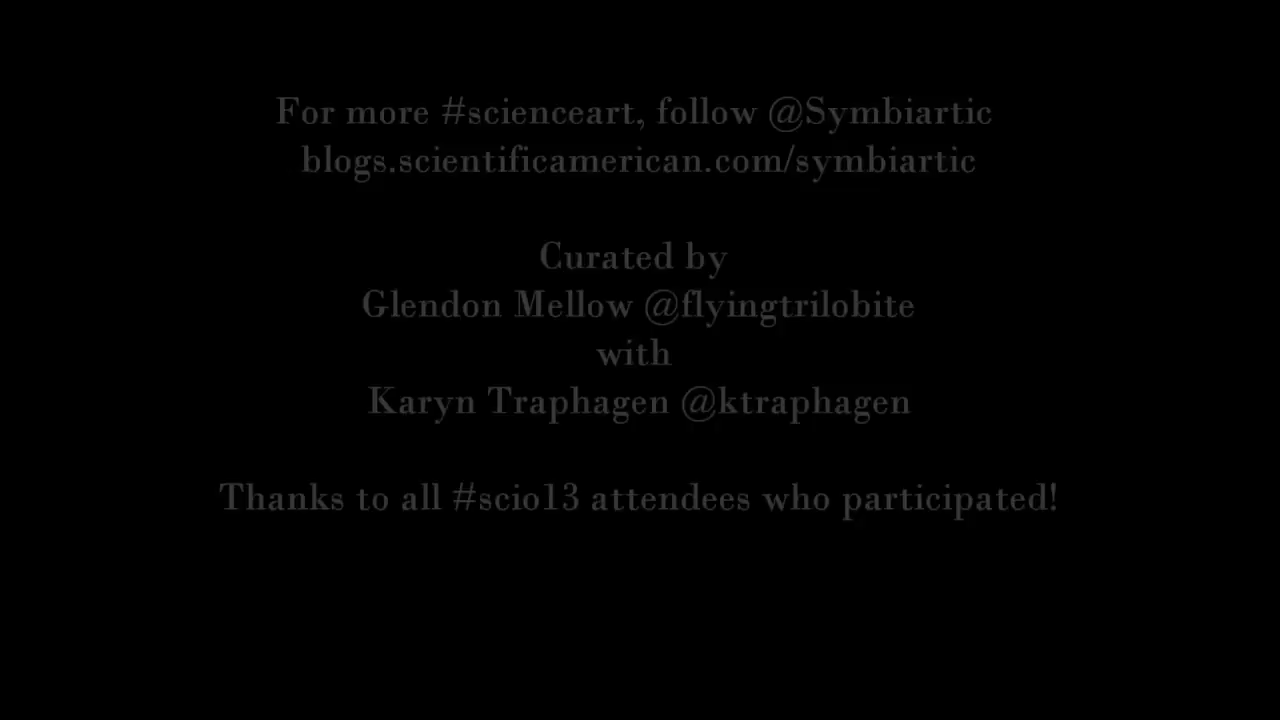 For more #scienceart, follow @Symbiartic
blogs.scientificamerican.com/symbiartic
Curated by
Glendon Mellow @flyingtrilobite
with
Karyn Traphagen @ktraphagen
Thanks to all #scio13 attendees who participated!